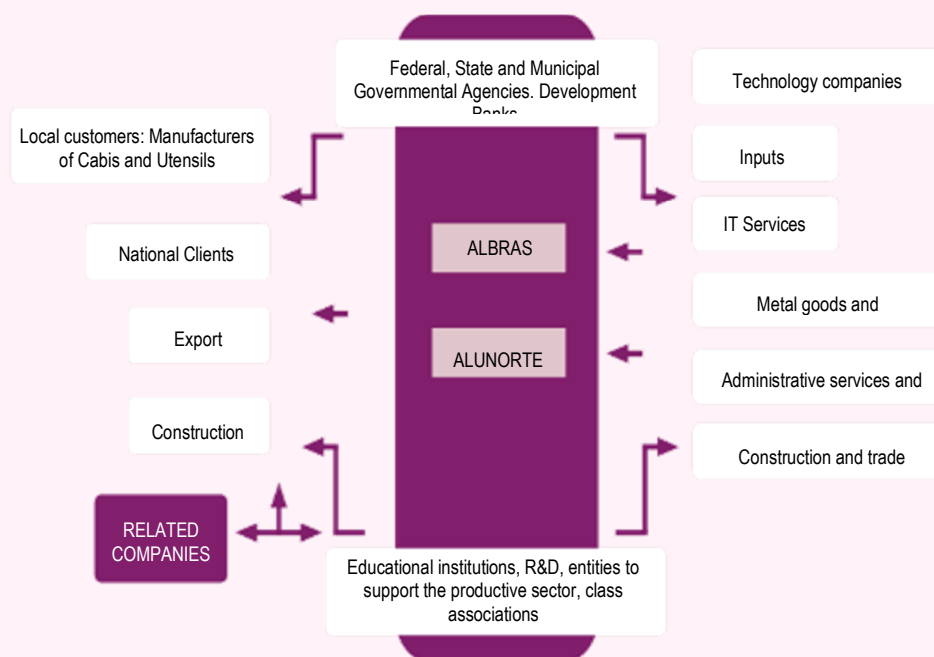 Federal, State and Municipal
Governmental Agencies. Development
Banks
Local customers: Manufacturers
of Cabis and Utensils
National Clients
Export
Construction
RELATED
COMPANIES
ALBRAS
ALUNORTE
Educational institutions, R&D, entities to
support the productive sector, class
associations
Technology companies
Inputs
IT Services
Metal goods and
Administrative services and
Construction and trade